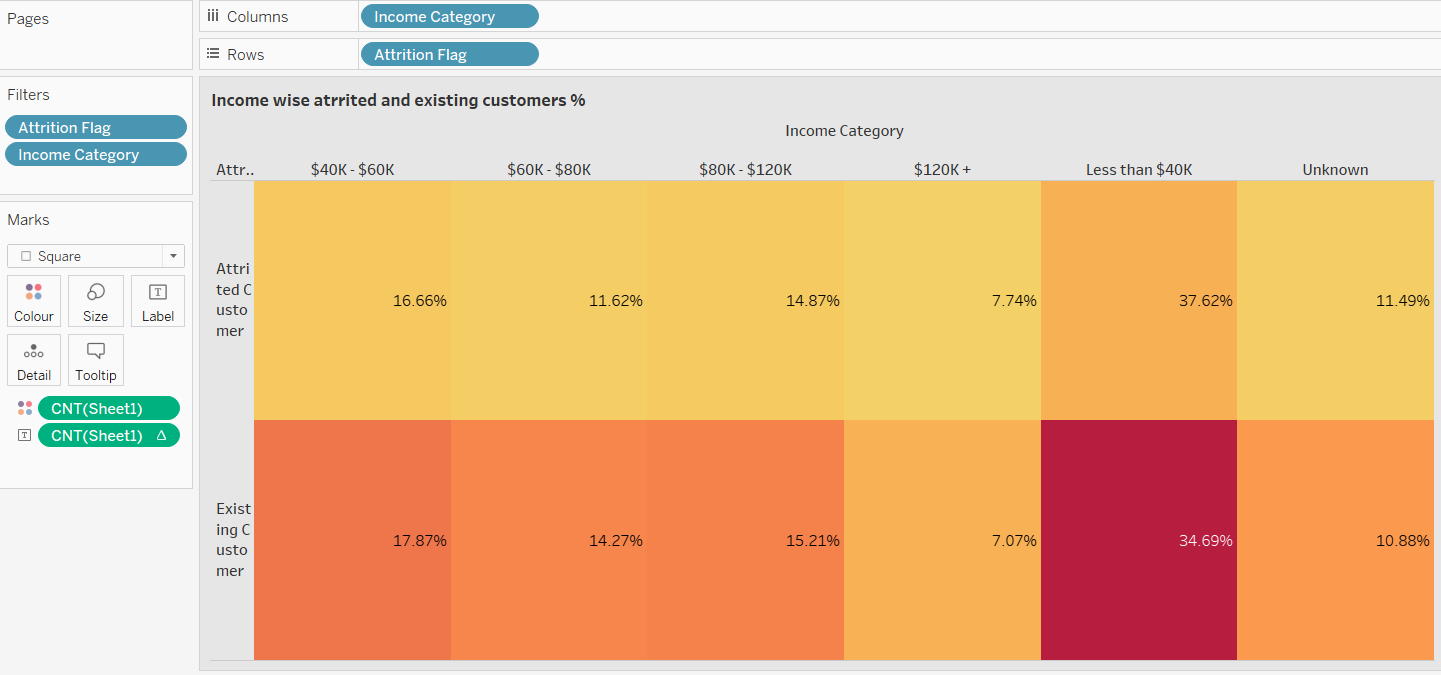 Pages
Columns
Income Category
Rows
Attrition Flag
Filters
Attrition Flag
Income Category
Marks
Square
Colour Size Label
Detail Tooltip
CNT(Sheet1)
CNT(Sheet1) Δ
Income wise atrrited and existing customers %
Income Category
Attr.. $40K - $60K $60K - $80K $80K - $120K $120K + Less than $40K Unknown
Attri
ted C
usto
mer
16.66% 11.62% 14.87% 7.74% 37.62% 11.49%
Exist
ing C
usto
mer
17.87% 14.27% 15.21% 7.07% 34.69% 10.88%